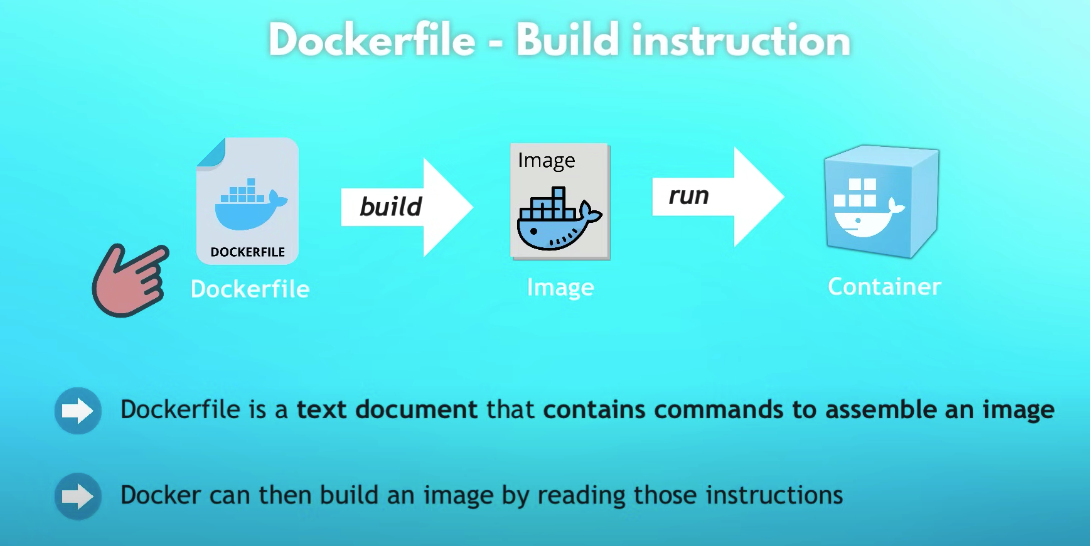 Dockerfile - Build instruction
Image
build
run
DOCKERFILE
Dockerfile
Image
Container
Dockerfile is a text document that contains commands to assemble an image
Docker can then build an image by reading those instructions